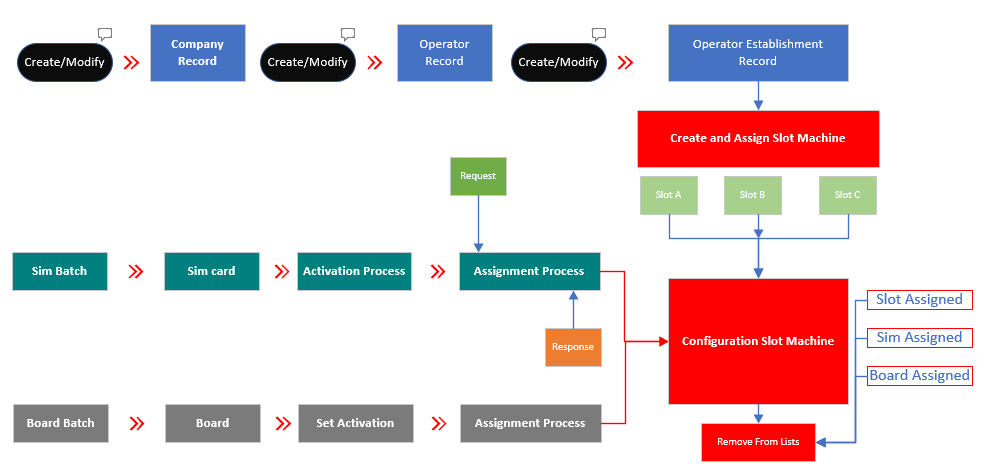 Create/Modify
Company
Record
Create/Modify
Operator
Record
Create/Modify
Operator Establishment
Record
Create and Assign Slot Machine
Request
Slot A
Slot B
Slot C
Sim Batch
Sim card
Activation Process
Assignment Process
Slot Assigned
Sim Assigned
Board Assigned
Configuration Slot Machine
Response
Board Batch
Board
Set Activation
Assignment Process
Remove From Lists